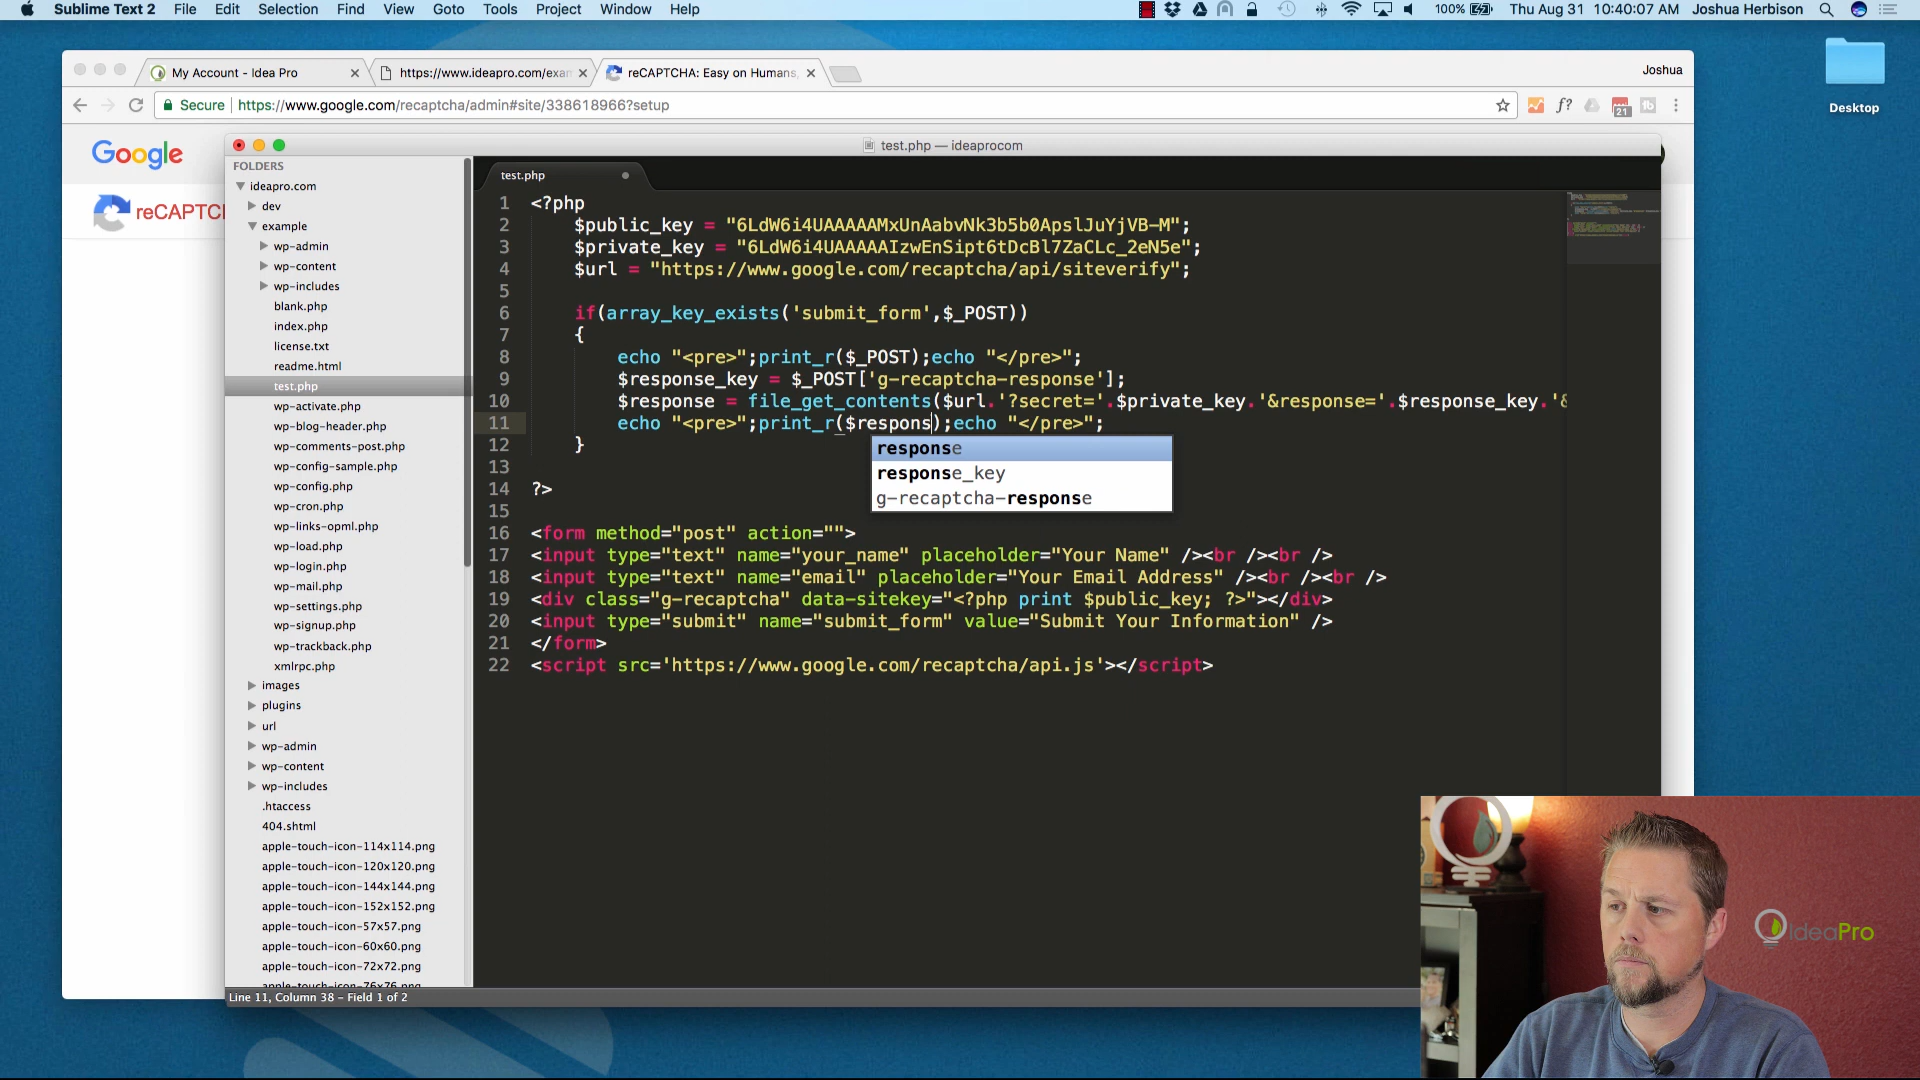 Sublime Text 2 File Edit Selection Find View Goto Tools Project Window Help
100% Thu Aug 31 10:40:07 AM Joshua Herbison
Desktop
My Account - Idea Pro
https://www.ideapro.com/exam
reCAPTCHA: Easy on Humans,
Joshua
Secure https://www.google.com/recaptcha/admin#site/338618966?setup
21
Google
reCAPTC
test.php — ideaprocom
FOLDERS
ideapro.com
dev
example
wp-admin
wp-content
wp-includes
blank.php
index.php
license.txt
readme.html
test.php
wp-activate.php
wp-blog-header.php
wp-comments-post.php
wp-config-sample.php
wp-config.php
wp-cron.php
wp-links-opml.php
wp-load.php
wp-login.php
wp-mail.php
wp-settings.php
wp-signup.php
wp-trackback.php
xmlrpc.php
images
plugins
url
wp-admin
wp-content
wp-includes
.htaccess
404.shtml
apple-touch-icon-114x114.png
apple-touch-icon-120x120.png
apple-touch-icon-144x144.png
apple-touch-icon-152x152.png
apple-touch-icon-57x57.png
apple-touch-icon-60x60.png
apple-touch-icon-72x72.png
apple-touch-icon-76x76.png
test.php
1 <?php
2 $public_key = "6LdW6i4UAAAAAMxUnAabvNk3b5b0ApslJuYjVB-M";
3 $private_key = "6LdW6i4UAAAAAIzwEnSipt6tDcBl7ZaCLc_2eN5e";
4 $url = "https://www.google.com/recaptcha/api/siteverify";
5
6 if(array_key_exists('submit_form',$_POST))
7 {
8 echo "<pre>";print_r($_POST);echo "</pre>";
9 $response_key = $_POST['g-recaptcha-response'];
10 $response = file_get_contents($url.'?secret='.$private_key.'&response='.$response_key.'&
11 echo "<pre>";print_r($respons);echo "</pre>";
12 }
13
14 ?>
15
16 <form method="post" action="">
17 <input type="text" name="your_name" placeholder="Your Name" /><br /><br />
18 <input type="text" name="email" placeholder="Your Email Address" /><br /><br />
19 <div class="g-recaptcha" data-sitekey="<?php print $public_key; ?>"></div>
20 <input type="submit" name="submit_form" value="Submit Your Information" />
21 </form>
22 <script src='https://www.google.com/recaptcha/api.js'></script>
response
response_key
g-recaptcha-response
Line 11, Column 38 - Field 1 of 2
IdeaPro